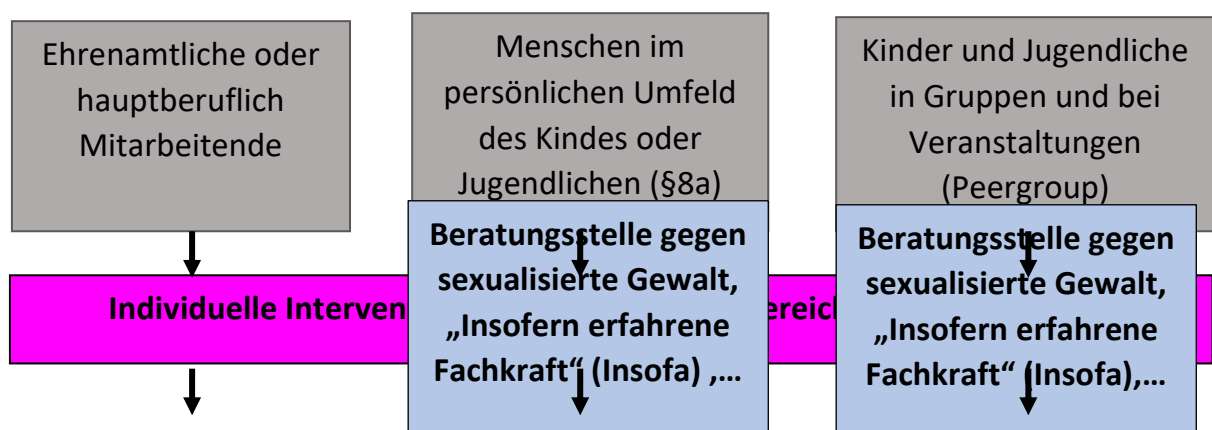 Ehrenamtliche oder
hauptberuflich
Mitarbeitende
Menschen im
persönlichen Umfeld
des Kindes oder
Jugendlichen (§8a)
Kinder und Jugendliche
in Gruppen und bei
Veranstaltungen
(Peergroup)
Beratungsstelle gegen
sexualisierte Gewalt,
„Insofern erfahrene
Fachkraft“ (Insofa) ,…
Beratungsstelle gegen
sexualisierte Gewalt,
„Insofern erfahrene
Fachkraft“ (Insofa),…
Individuelle